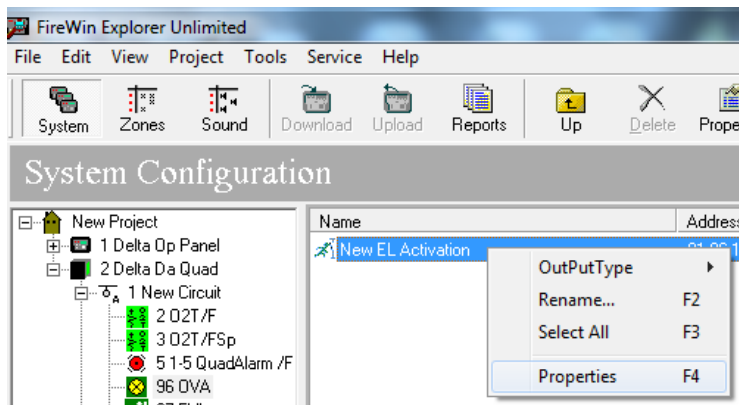 FireWin Explorer Unlimited
File Edit View Project Tools Service Help
System Zones Sound Download Upload Reports Up Delete
System Configuration
New Project
1 Delta Op Panel
2 Delta Da Quad
1 New Circuit
2 O2T/F
3 O2T/FSp
5 1-5 QuadAlarm /F
96 OVA
Name
New EL Activation
OutPutType
Rename... F2
Select All F3
Properties F4